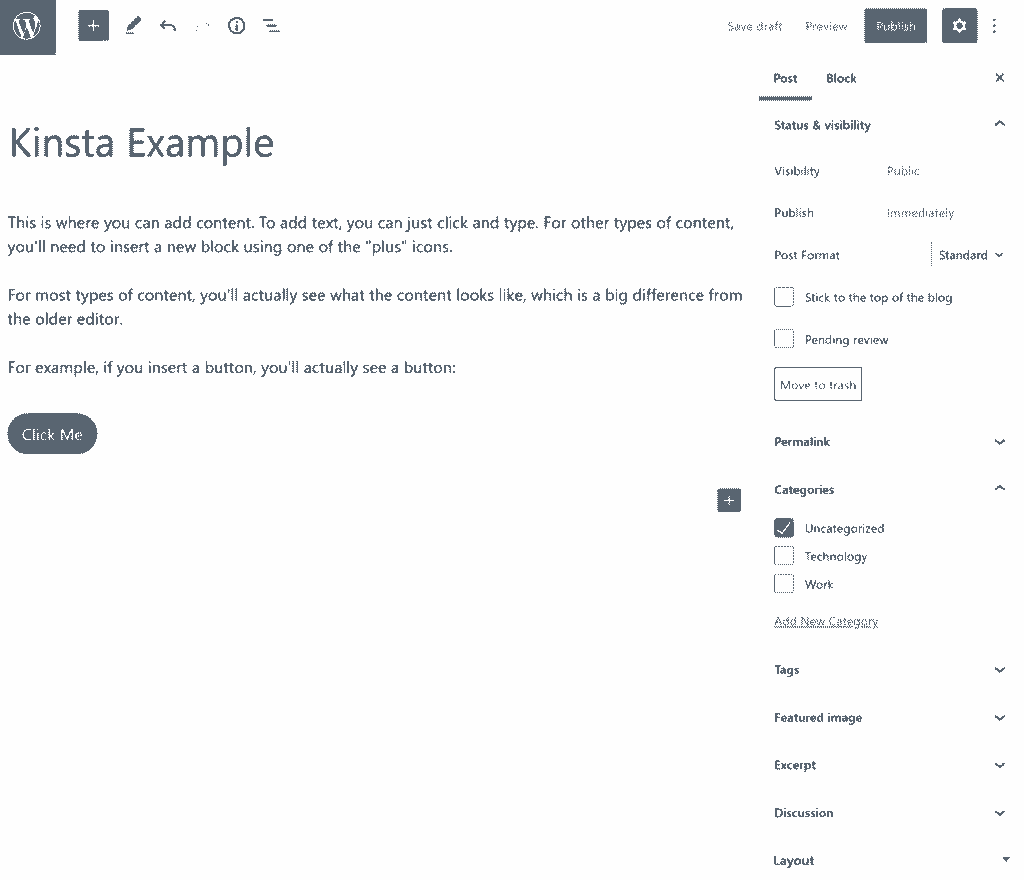 Save draft Preview Publish
Post Block
Kinsta Example
This is where you can add content. To add text, you can just click and type. For other types of content,
you'll need to insert a new block using one of the "plus" icons.
For most types of content, you'll actually see what the content looks like, which is a big difference from
the older editor.
For example, if you insert a button, you'll actually see a button:
Click Me
Status & visibility
Visibility Public
Publish Immediately
Post Format Standard
Stick to the top of the blog
Pending review
Move to trash
Permalink
Categories
Uncategorized
Technology
Work
Add New Category
Tags
Featured image
Excerpt
Discussion
Layout